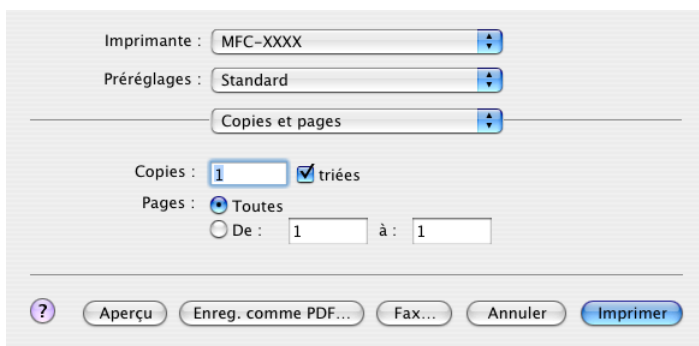 Imprimante : MFC-XXXX
Préréglages : Standard
Copies et pages
Copies : 1 triées
Pages : Toutes
De : 1 à : 1
? Aperçu Enreg. comme PDF... Fax... Annuler Imprimer